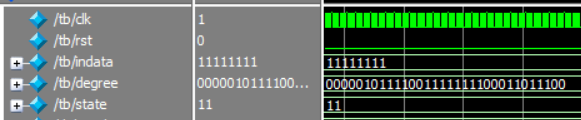 /tb/clk 1
/tb/rst 0
/tb/indata 11111111 11111111
/tb/degree 0000010111100... 00000101111001111111100011011100
/tb/state 11 11